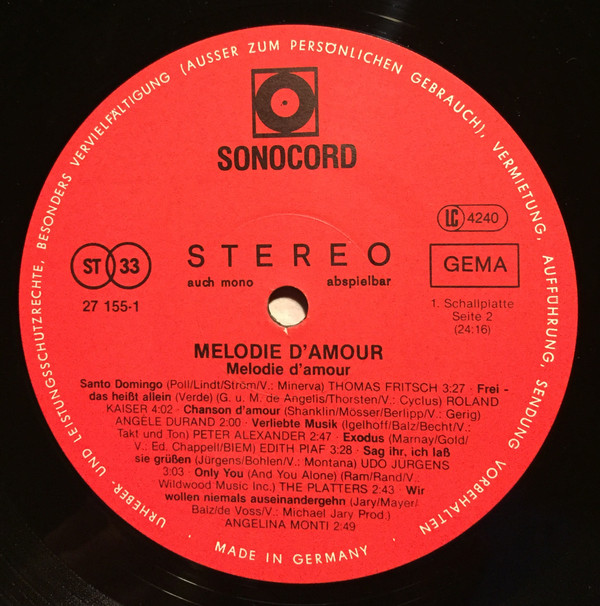 URHEBER- UND LEISTUNGSSCHUTZRECHTE, BESONDERS VERVIELFÄLTIGUNG (AUSSER ZUM PERSÖNLICHEN GEBRAUCH), VERMIETUNG, AUFFÜHRUNG, SENDUNG VORBEHALTEN
SONOCORD
LC 4240
STEREO
ST 33
GEMA
auch mono abspielbar
27 155-1
1. Schallplatte
Seite 2
(24:16)
MELODIE D'AMOUR
Melodie d'amour
Santo Domingo (Poll/Lindt/Ström/V.: Minerva) THOMAS FRITSCH 3:27 · Frei -
das heißt allein (Verde) (G. u. M. de Angelis/Thorsten/V.: Cyclus) ROLAND
KAISER 4:02 · Chanson d'amour (Shanklin/Mösser/Berlipp/V.: Gerig)
ANGÈLE DURAND 2:00 · Verliebte Musik (Igelhoff/Balz/Becht/V.:
Takt und Ton) PETER ALEXANDER 2:47 · Exodus (Marnay/Gold/
V.: Ed. Chappell/BIEM) EDITH PIAF 3:28 · Sag ihr, ich laß
sie grüßen (Jürgens/Bohlen/V.: Montana) UDO JÜRGENS
3:03 · Only You (And You Alone) (Ram/Rand/V.:
Wildwood Music Inc.) THE PLATTERS 2:43 · Wir
wollen niemals auseinandergehn (Jary/Mayer/
Balz/de Voss/V.: Michael Jary Prod.)
ANGELINA MONTI 2:49
· MADE IN GERMANY ·